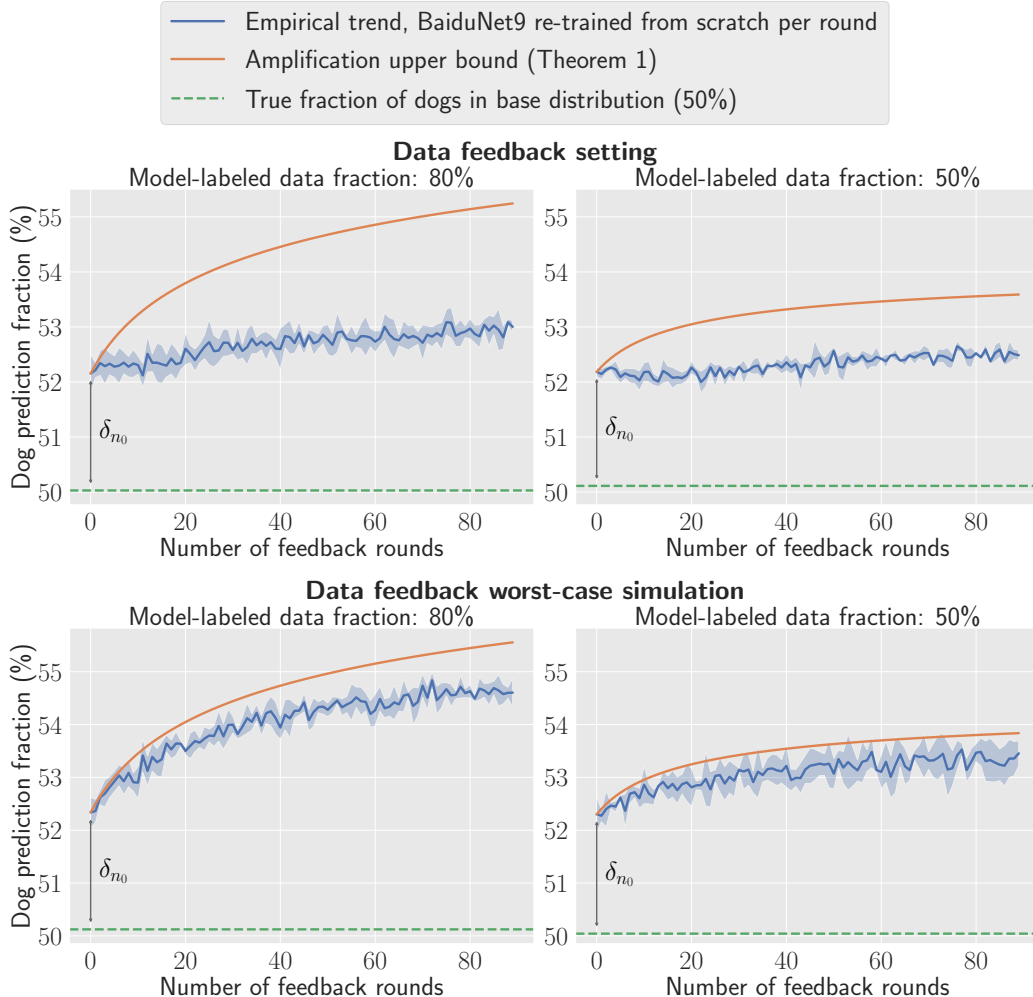 Empirical trend, BaiduNet9 re-trained from scratch per round
Amplification upper bound (Theorem 1)
True fraction of dogs in base distribution (50%)
Data feedback setting
Model-labeled data fraction: 80%
Model-labeled data fraction: 50%
Dog prediction fraction (%)
55
54
53
52
51
50
δn₀
0 20 40 60 80
Number of feedback rounds
55
54
53
52
51
50
δn₀
0 20 40 60 80
Number of feedback rounds
Data feedback worst-case simulation
Model-labeled data fraction: 80%
Model-labeled data fraction: 50%
Dog prediction fraction (%)
55
54
53
52
51
50
δn₀
0 20 40 60 80
Number of feedback rounds
55
54
53
52
51
50
δn₀
0 20 40 60 80
Number of feedback rounds